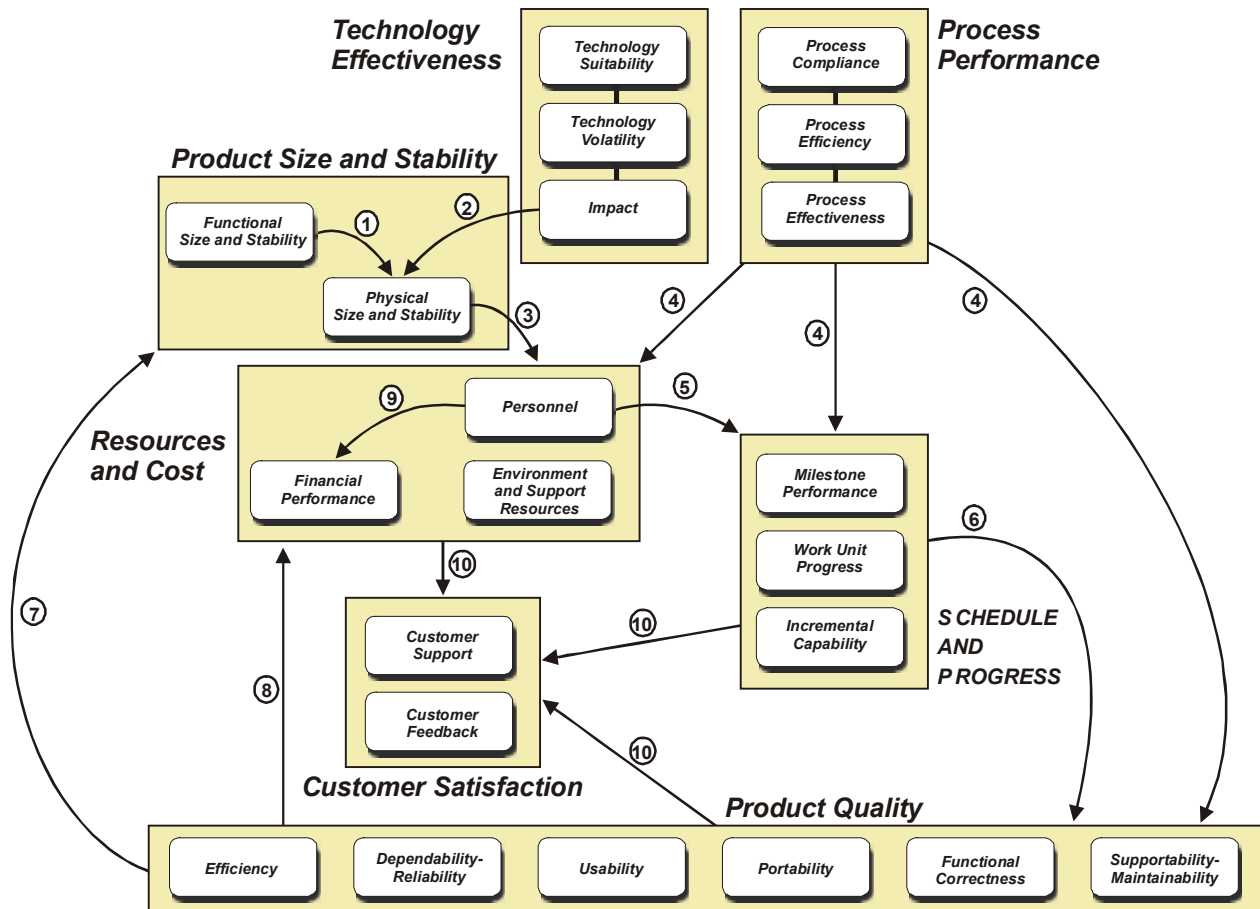 Technology
Effectiveness
Technology
Suitability
Technology
Volatility
Impact
Process
Performance
Process
Compliance
Process
Efficiency
Process
Effectiveness
Product Size and Stability
Functional
Size and Stability
1
2
Physical
Size and Stability
3
4
4
4
Resources
and Cost
9
Personnel
5
Financial
Performance
Environment
and Support
Resources
Milestone
Performance
Work Unit
Progress
Incremental
Capability
6
SCHEDULE
AND
PROGRESS
7
8
10
10
10
Customer
Support
Customer
Feedback
Customer Satisfaction
Product Quality
Efficiency
Dependability-
Reliability
Usability
Portability
Functional
Correctness
Supportability-
Maintainability